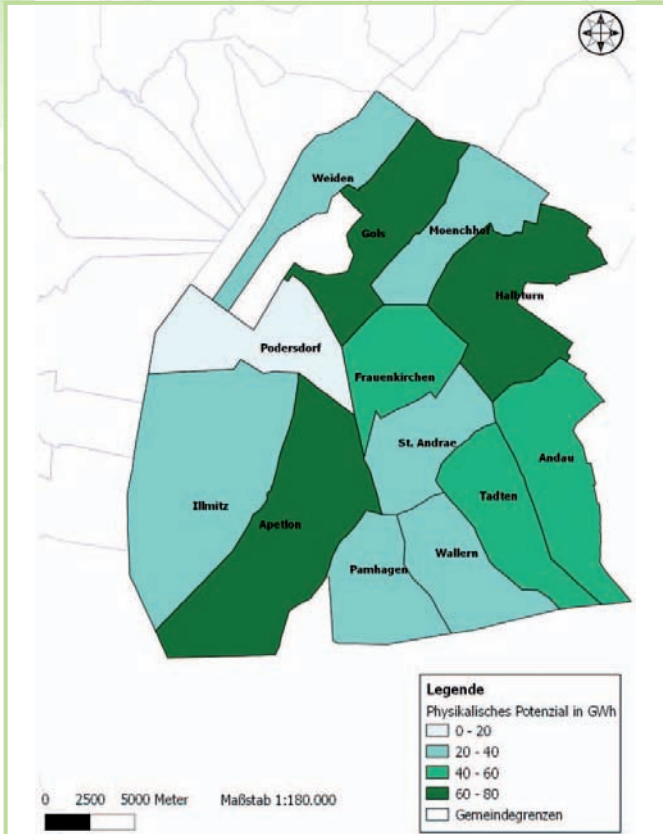 Weiden
Gols
Moenchhof
Halbturn
Podersdorf
Frauenkirchen
St. Andrae
Andau
Tadten
Illmitz
Apetlon
Wallern
Pamhagen
Legende
Physikalisches Potenzial in GWh
0 - 20
20 - 40
40 - 60
60 - 80
Gemeindegrenzen
0 2500 5000 Meter Maßstab 1:180.000